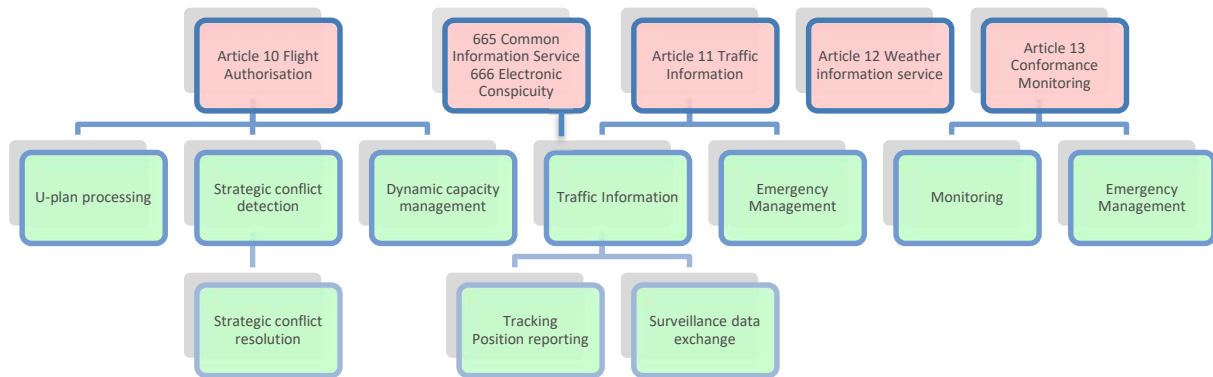 Article 10 Flight
Authorisation
665 Common
Information Service
666 Electronic
Conspicuity
Article 11 Traffic
Information
Article 12 Weather
information service
Article 13
Conformance
Monitoring
U-plan processing
Strategic conflict
detection
Dynamic capacity
management
Traffic Information
Emergency
Management
Monitoring
Emergency
Management
Strategic conflict
resolution
Tracking
Position reporting
Surveillance data
exchange